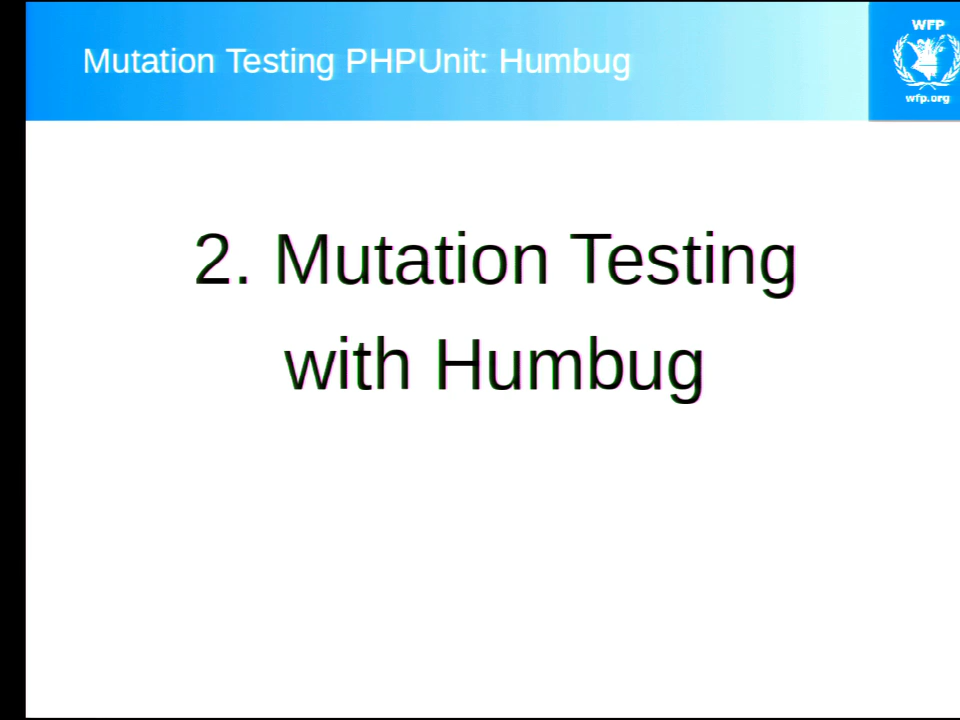 Mutation Testing PHPUnit: Humbug
WFP
wfp.org
2. Mutation Testing
with Humbug